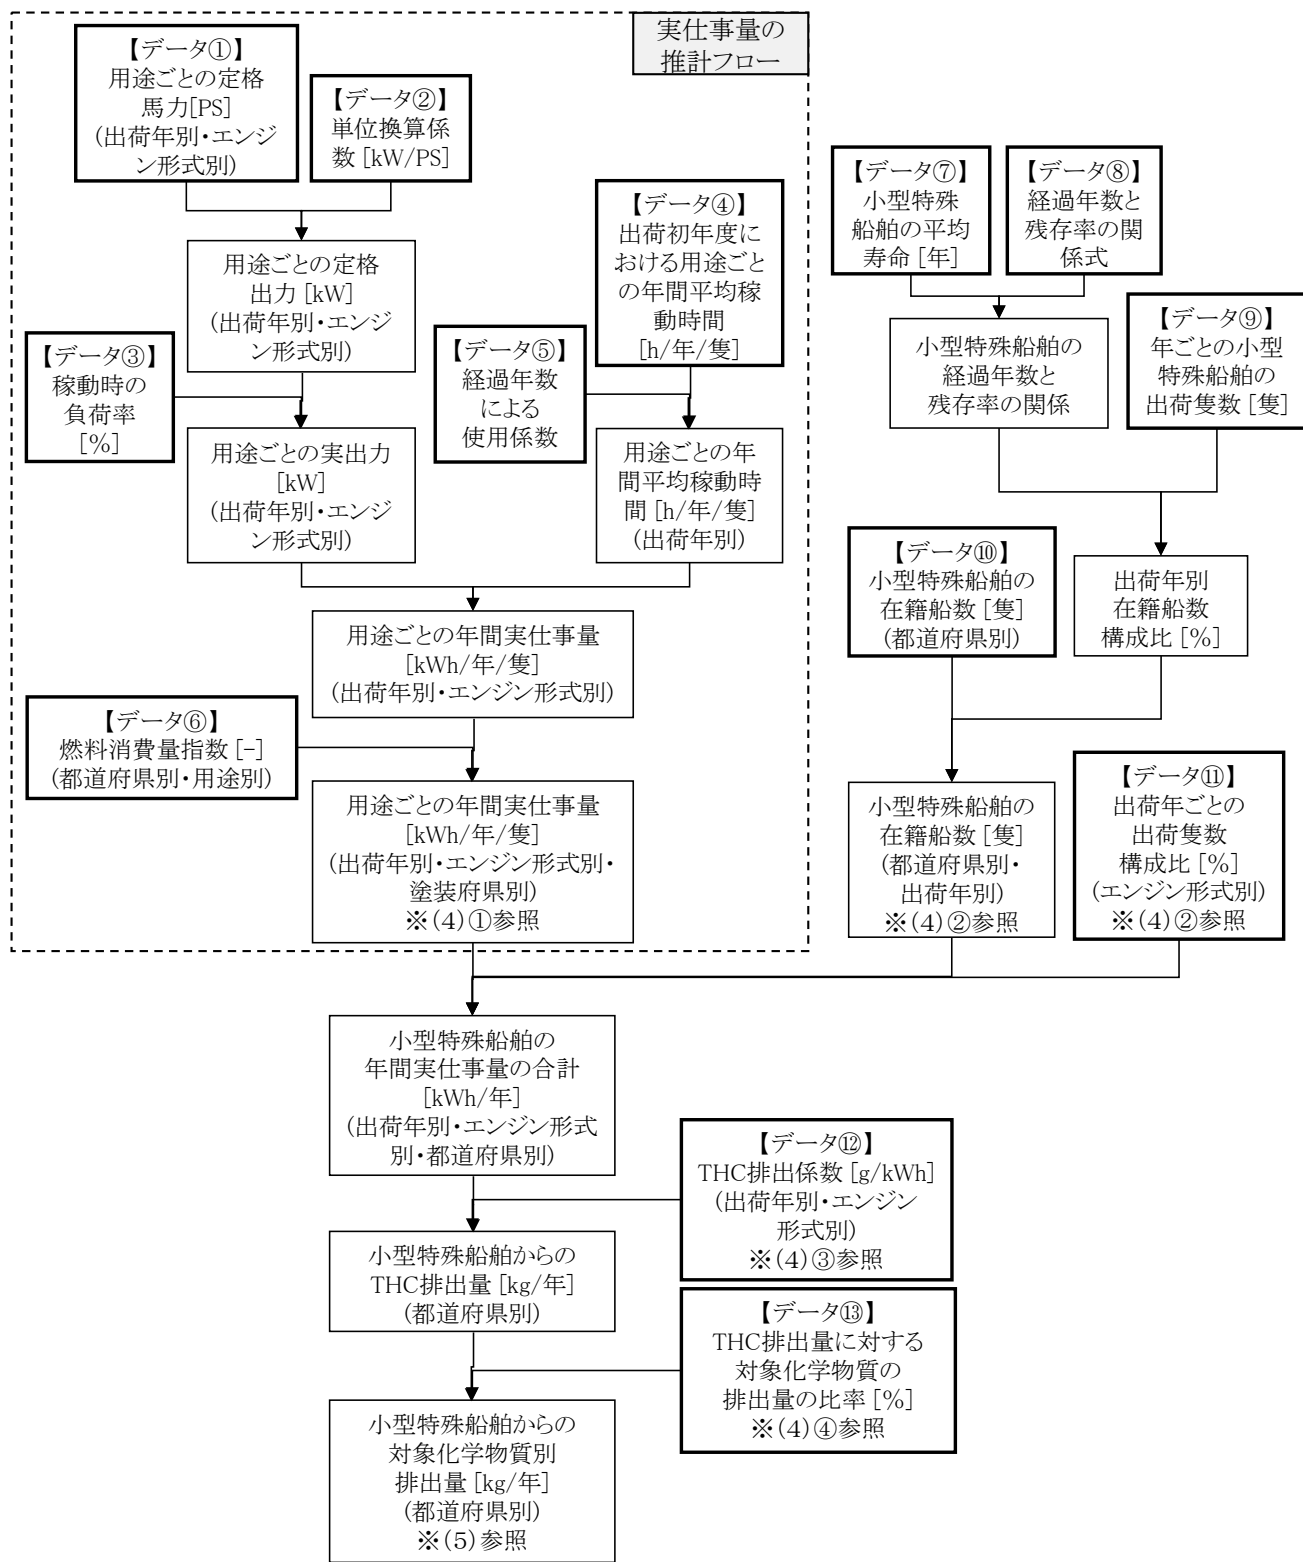 実仕事量の
推計フロー
【データ①】
用途ごとの定格
馬力[PS]
(出荷年別・エンジ
ン形式別)
【データ②】
単位換算係
数[kW/PS]
用途ごとの定格
出力[kW]
(出荷年別・エンジ
ン形式別)
【データ③】
稼動時の
負荷率
[%]
用途ごとの実出力
[kW]
(出荷年別・エンジ
ン形式別)
【データ④】
出荷初年度に
おける用途ごと
の年間平均稼
動時間
[h/年/隻]
【データ⑤】
経過年数
による
使用係数
用途ごとの年
間平均稼動時
間[h/年/隻]
(出荷年別)
用途ごとの年間実仕事量
[kWh/年/隻]
(出荷年別・エンジン形式別)
【データ⑥】
燃料消費量指数[-]
(都道府県別・用途別)
用途ごとの年間実仕事量
[kWh/年/隻]
(出荷年別・エンジン形式別・
塗装府県別)
※(4)①参照
【データ⑦】
小型特殊
船舶の平均
寿命[年]
【データ⑧】
経過年数と
残存率の関
係式
小型特殊船舶の
経過年数と
残存率の関係
【データ⑨】
年ごとの小型
特殊船舶の
出荷隻数[隻]
【データ⑩】
小型特殊船舶の
在籍船数[隻]
(都道府県別)
出荷年別
在籍船数
構成比[%]
小型特殊船舶の
在籍船数[隻]
(都道府県別・
出荷年別)
※(4)②参照
【データ⑪】
出荷年ごとの
出荷隻数
構成比[%]
(エンジン形式別)
※(4)②参照
小型特殊船舶の
年間実仕事量の合計
[kWh/年]
(出荷年別・エンジン形式
別・都道府県別)
【データ⑫】
THC排出係数[g/kWh]
(出荷年別・エンジン
形式別)
※(4)③参照
小型特殊船舶からの
THC排出量[kg/年]
(都道府県別)
【データ⑬】
THC排出量に対する
対象化学物質の
排出量の比率[%]
※(4)④参照
小型特殊船舶からの
対象化学物質別
排出量[kg/年]
(都道府県別)
※(5)参照